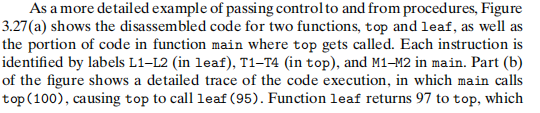 As a more detailed example of passing control to and from procedures, Figure
3.27(a) shows the disassembled code for two functions, top and leaf, as well as
the portion of code in function main where top gets called. Each instruction is
identified by labels L1–L2 (in leaf), T1–T4 (in top), and M1–M2 in main. Part (b)
of the figure shows a detailed trace of the code execution, in which main calls
top(100), causing top to call leaf(95). Function leaf returns 97 to top, which